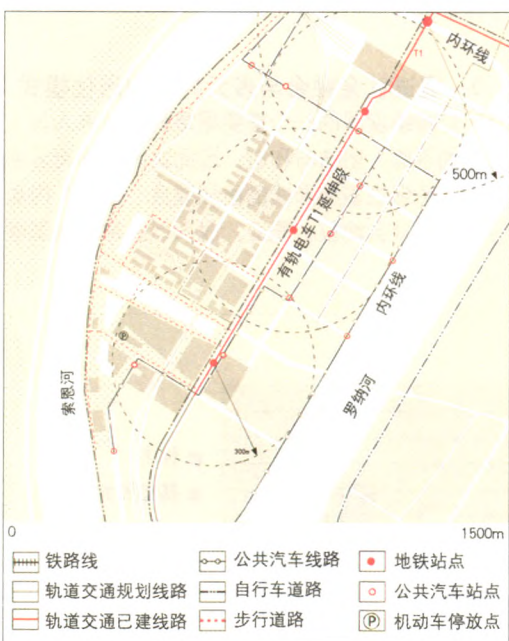 内环线
T1
500m
有轨电车T1延伸段
内环线
P
索恩河
罗纳河
300m
0 1500m
铁路线 公共汽车线路 地铁站点
轨道交通规划线路 自行车道路 公共汽车站点
轨道交通已建线路 步行道路 P 机动车停放点